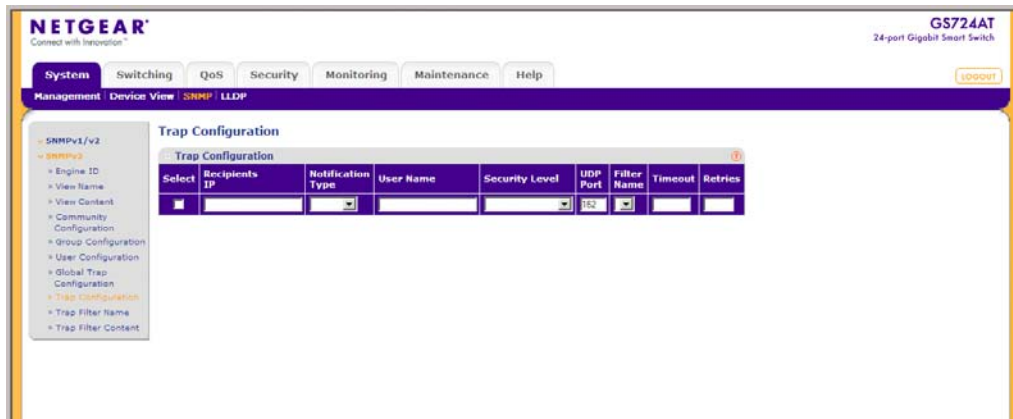 NETGEAR
Connect with Innovation™
GS724AT
24-port Gigabit Smart Switch
System Switching QoS Security Monitoring Maintenance Help
LOGOUT
Management Device View SNMP LLDP
SNMPv1/v2
SNMPv3
Engine ID
View Name
View Content
Community
Configuration
Group Configuration
User Configuration
Global Trap
Configuration
Trap Configuration
Trap Filter Name
Trap Filter Content
Trap Configuration
Trap Configuration
Select Recipients IP Notification Type User Name Security Level UDP Port Filter Name Timeout Retries
162